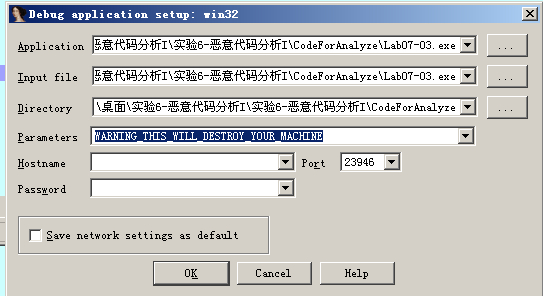 Debug application setup: win32
Application 恶意代码分析I\实验6-恶意代码分析I\CodeForAnalyze\Lab07-03.exe ...
Input file 恶意代码分析I\实验6-恶意代码分析I\CodeForAnalyze\Lab07-03.exe ...
Directory \桌面\实验6-恶意代码分析I\实验6-恶意代码分析I\CodeForAnalyze ...
Parameters WARNING_THIS_WILL_DESTROY_YOUR_MACHINE
Hostname Port 23946
Password
Save network settings as default
OK Cancel Help